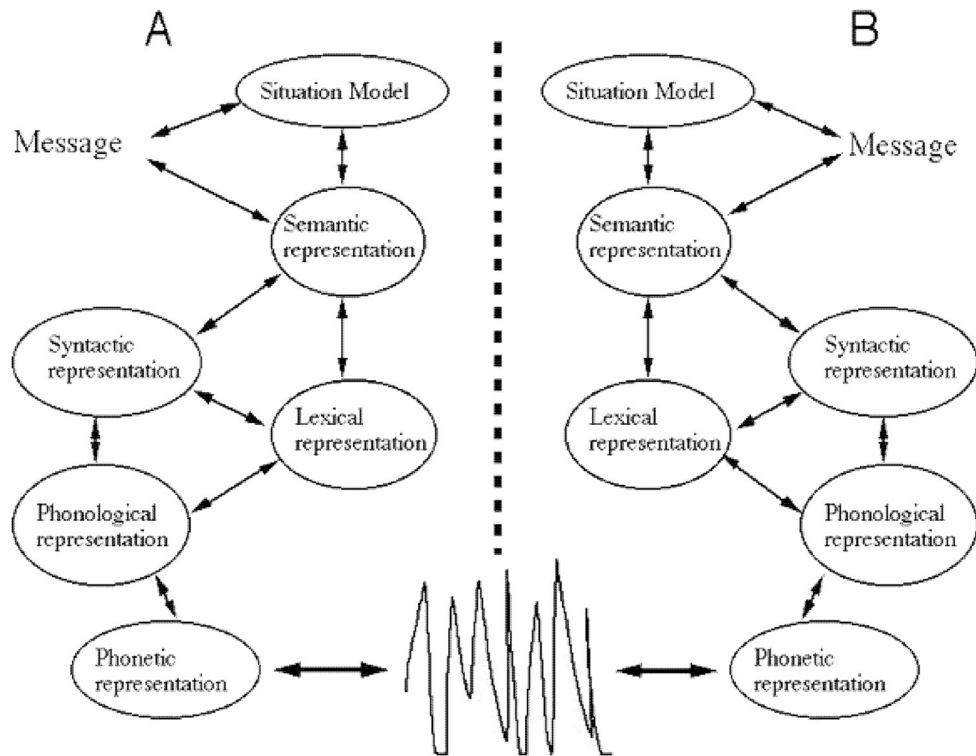 A
B
Situation Model
Situation Model
Message
Message
Semantic
representation
Semantic
representation
Syntactic
representation
Syntactic
representation
Lexical
representation
Lexical
representation
Phonological
representation
Phonological
representation
Phonetic
representation
Phonetic
representation